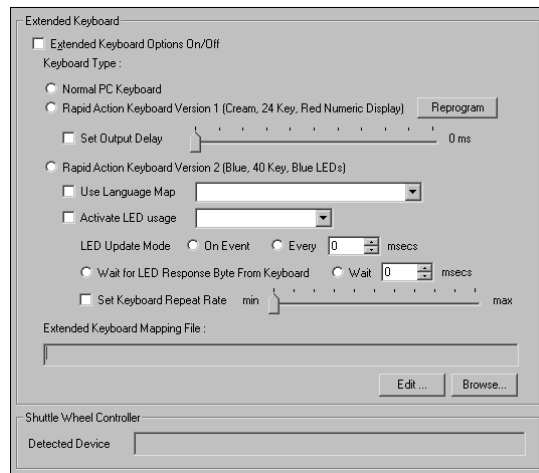 Extended Keyboard
Extended Keyboard Options On/Off
Keyboard Type :
Normal PC Keyboard
Rapid Action Keyboard Version 1 (Cream, 24 Key, Red Numeric Display) Reprogram
Set Output Delay 0 ms
Rapid Action Keyboard Version 2 (Blue, 40 Key, Blue LEDs)
Use Language Map
Activate LED usage
LED Update Mode On Event Every 0 msecs
Wait for LED Response Byte From Keyboard Wait 0 msecs
Set Keyboard Repeat Rate min max
Extended Keyboard Mapping File :
Edit ... Browse...
Shuttle Wheel Controller
Detected Device